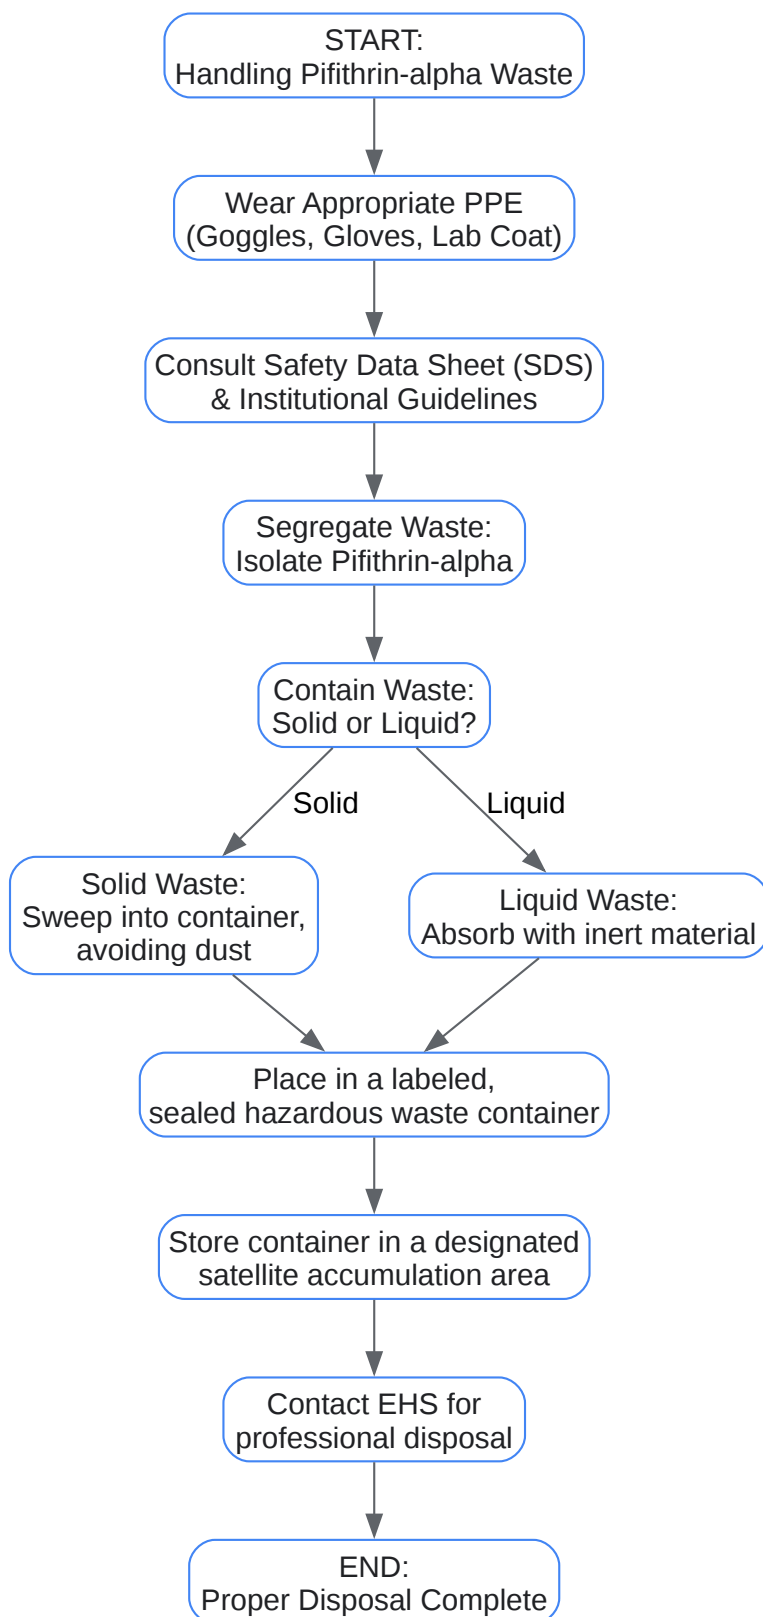 START:
Handling Pifithrin-alpha Waste
Wear Appropriate PPE
(Goggles, Gloves, Lab Coat)
Consult Safety Data Sheet (SDS)
& Institutional Guidelines
Segregate Waste:
Isolate Pifithrin-alpha
Contain Waste:
Solid or Liquid?
Solid
Liquid
Solid Waste:
Sweep into container,
avoiding dust
Liquid Waste:
Absorb with inert material
Place in a labeled,
sealed hazardous waste container
Store container in a designated
satellite accumulation area
Contact EHS for
professional disposal
END:
Proper Disposal Complete